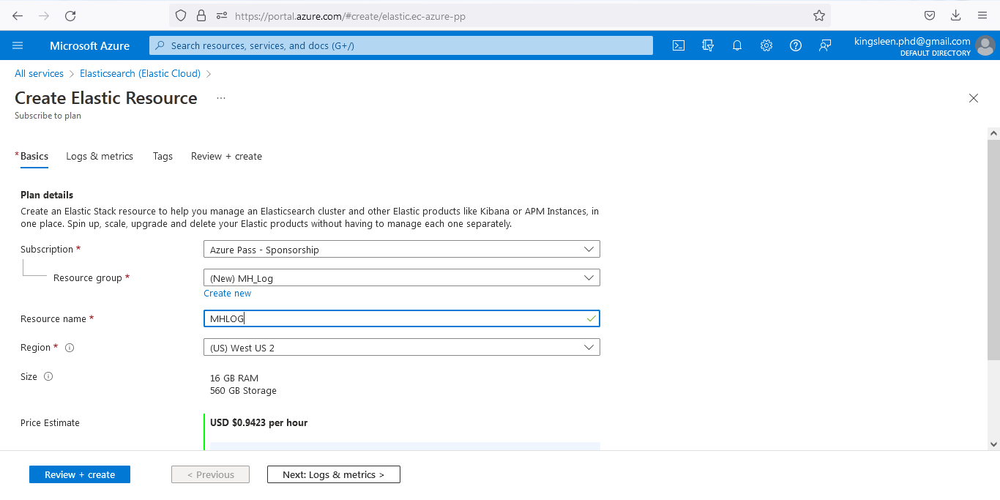 https://portal.azure.com/#create/elastic.ec-azure-pp
Microsoft Azure
Search resources, services, and docs (G+/)
kingsleen.phd@gmail.com
DEFAULT DIRECTORY
All services > Elasticsearch (Elastic Cloud) >
Create Elastic Resource ...
Subscribe to plan
* Basics Logs & metrics Tags Review + create
Plan details
Create an Elastic Stack resource to help you manage an Elasticsearch cluster and other Elastic products like Kibana or APM Instances, in
one place. Spin up, scale, upgrade and delete your Elastic products without having to manage each one separately.
Subscription * Azure Pass - Sponsorship
Resource group * (New) MH_Log
Create new
Resource name * MHLOG
Region * (US) West US 2
Size 16 GB RAM
560 GB Storage
Price Estimate USD $0.9423 per hour
Review + create < Previous Next: Logs & metrics >